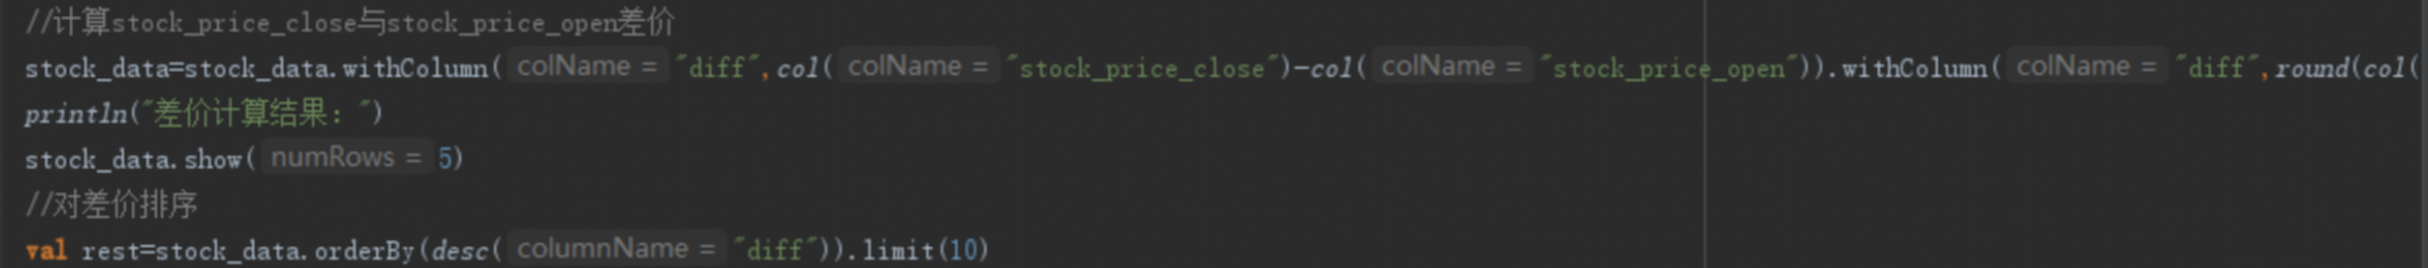 //计算stock_price_close与stock_price_open差价
stock_data=stock_data.withColumn( colName = "diff",col( colName = "stock_price_close")-col( colName = "stock_price_open")).withColumn( colName = "diff",round(col(
println("差价计算结果：")
stock_data.show( numRows = 5)
//对差价排序
val rest=stock_data.orderBy(desc( columnName = "diff")).limit(10)